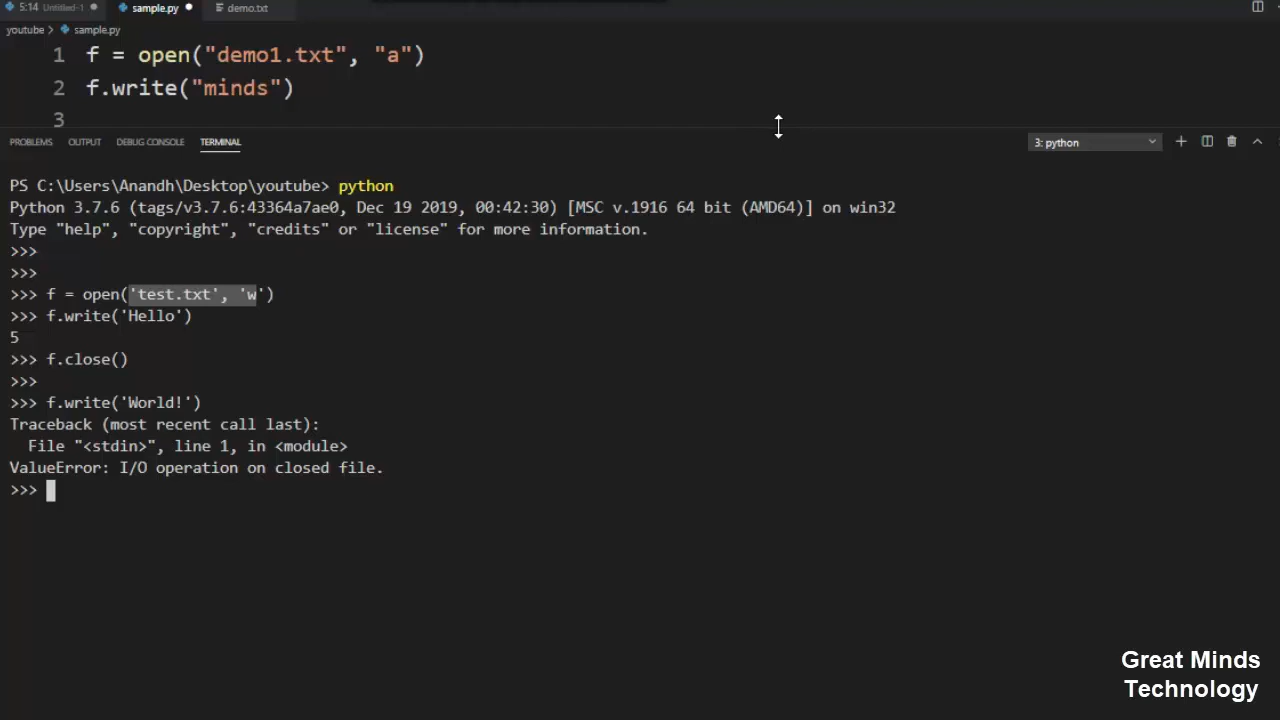 5:14 Untitled-1 sample.py demo.txt
youtube > sample.py
1 f = open("demo1.txt", "a")
2 f.write("minds")
3
PROBLEMS OUTPUT DEBUG CONSOLE TERMINAL 3: python
PS C:\Users\Anandh\Desktop\youtube> python
Python 3.7.6 (tags/v3.7.6:43364a7ae0, Dec 19 2019, 00:42:30) [MSC v.1916 64 bit (AMD64)] on win32
Type "help", "copyright", "credits" or "license" for more information.
>>>
>>>
>>> f = open('test.txt', 'w')
>>> f.write('Hello')
5
>>> f.close()
>>>
>>> f.write('World!')
Traceback (most recent call last):
  File "<stdin>", line 1, in <module>
ValueError: I/O operation on closed file.
>>>
Great Minds
Technology